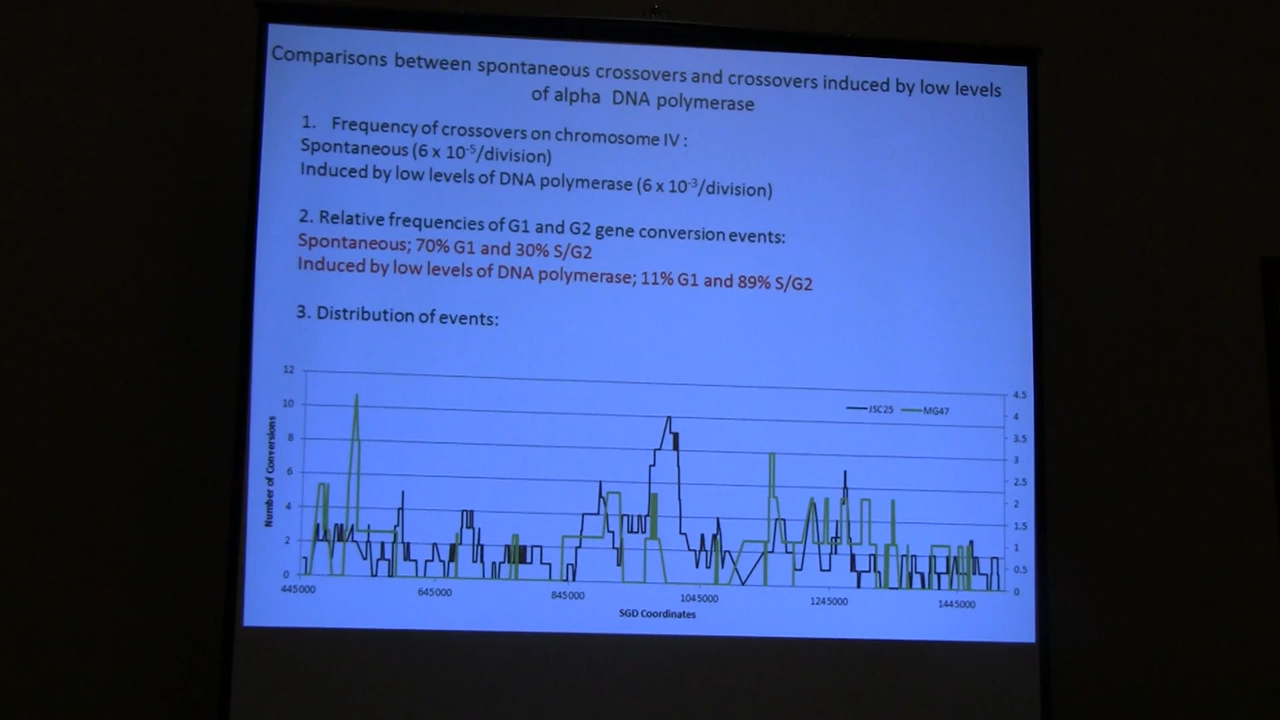 Comparisons between spontaneous crossovers and crossovers induced by low levels
of alpha DNA polymerase
1. Frequency of crossovers on chromosome IV :
Spontaneous (6 x 10⁻⁵/division)
Induced by low levels of DNA polymerase (6 x 10⁻³/division)
2. Relative frequencies of G1 and G2 gene conversion events:
Spontaneous; 70% G1 and 30% S/G2
Induced by low levels of DNA polymerase; 11% G1 and 89% S/G2
3. Distribution of events:
Number of Conversions
12
10
8
6
4
2
0
JSC25 MG47
4.5
4
3.5
3
2.5
2
1.5
1
0.5
0
445000 645000 845000 1045000 1245000 1445000
SGD Coordinates